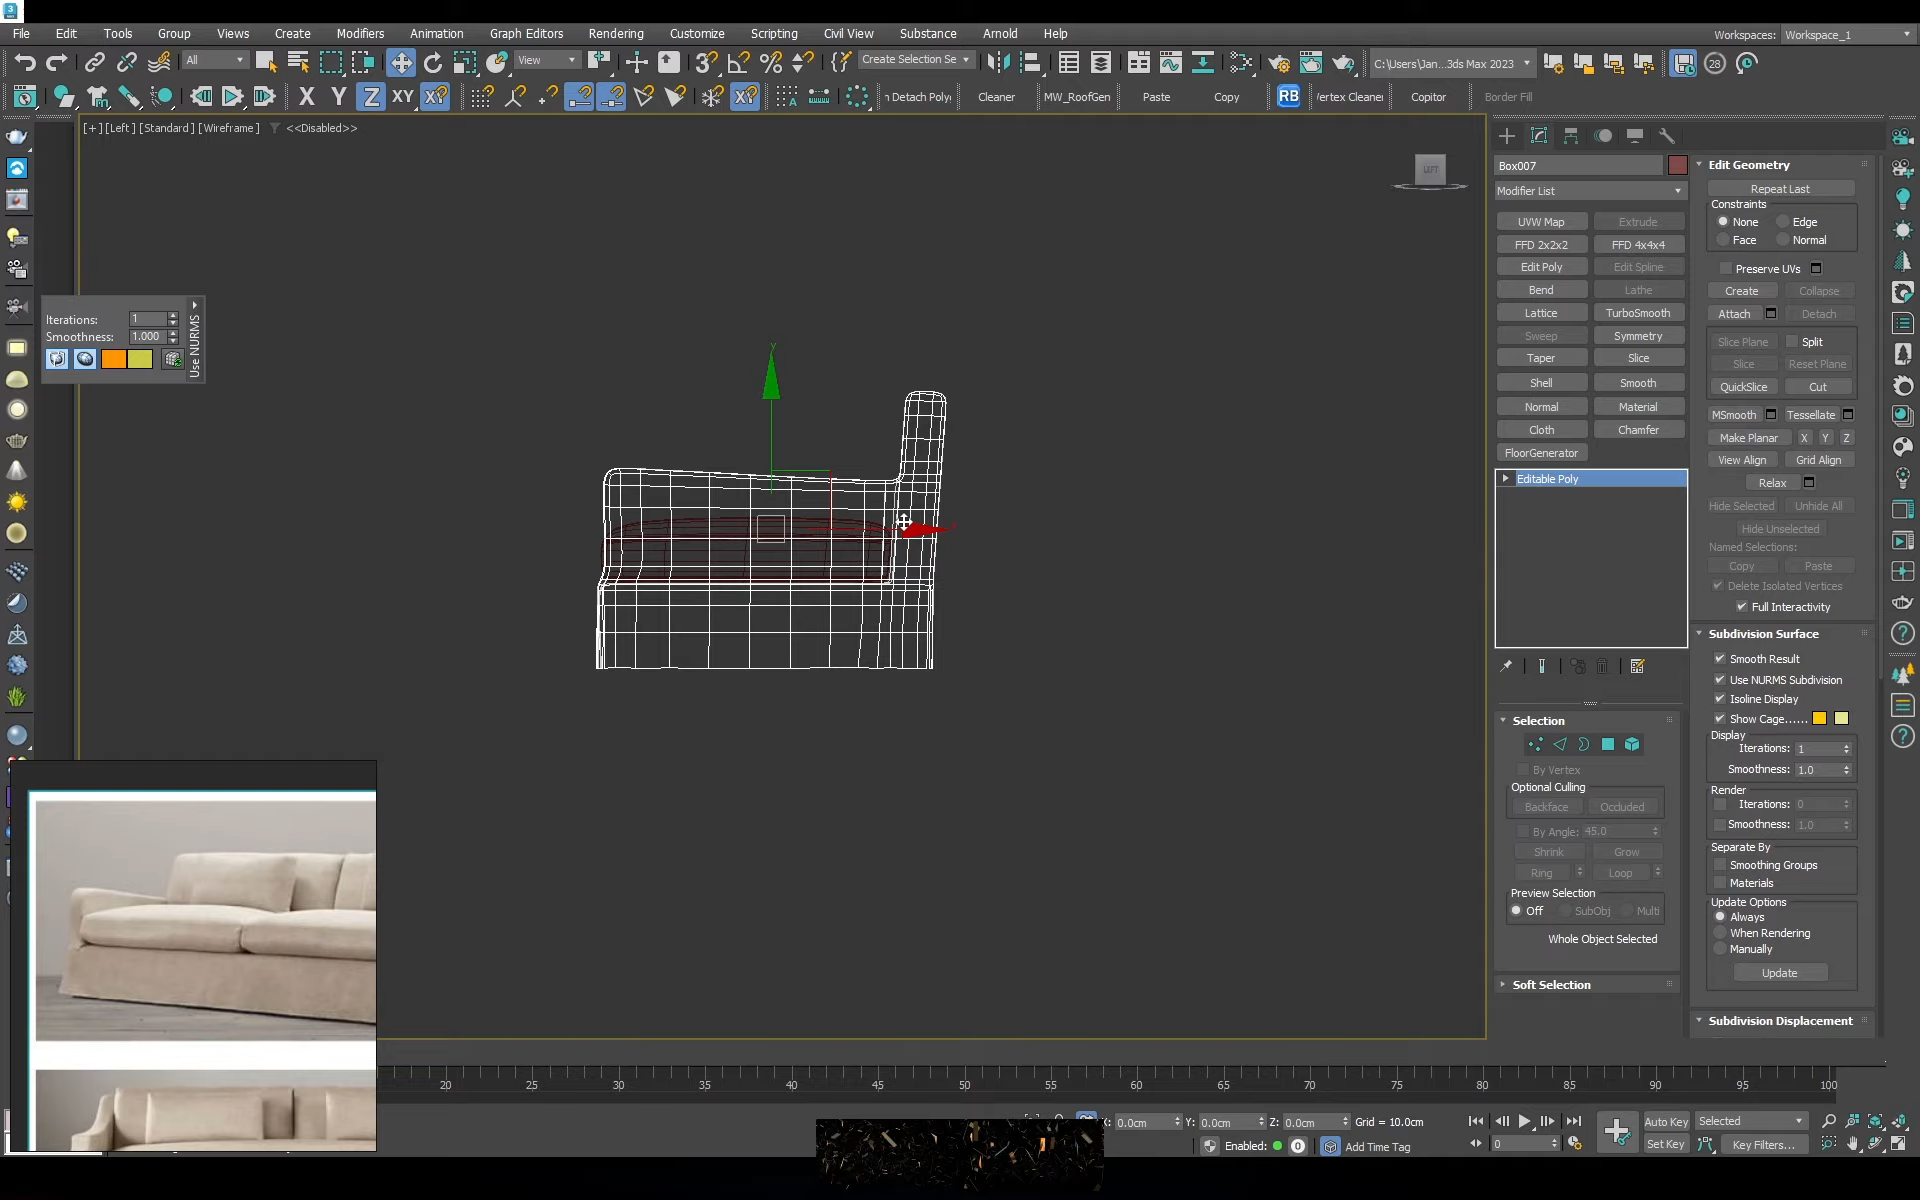 File Edit Tools Group Views Create Modifiers Animation Graph Editors Rendering Customize Scripting Civil View Substance Arnold Help
Workspaces: Workspace_1
All View Create Selection Se C:\Users\Jan...3ds Max 2023 28
X Y Z XY XY XY n Detach Poly Cleaner MW_RoofGen Paste Copy RB Vertex Cleaner Copitor Border Fill
[+] [Left] [Standard] [Wireframe] <<Disabled>>
LEFT
Iterations: 1
Smoothness: 1.000
Use NURMS
y
x
Box007
Modifier List
UVW Map Extrude
FFD 2x2x2 FFD 4x4x4
Edit Poly Edit Spline
Bend Lathe
Lattice TurboSmooth
Sweep Symmetry
Taper Slice
Shell Smooth
Normal Material
Cloth Chamfer
FloorGenerator
Editable Poly
Selection
By Vertex
Optional Culling
Backface Occluded
By Angle: 45.0
Shrink Grow
Ring Loop
Preview Selection
Off SubObj Multi
Whole Object Selected
Soft Selection
Edit Geometry
Repeat Last
Constraints
None Edge
Face Normal
Preserve UVs
Create Collapse
Attach Detach
Slice Plane Split
Slice Reset Plane
QuickSlice Cut
MSmooth Tessellate
Make Planar X Y Z
View Align Grid Align
Relax
Hide Selected Unhide All
Hide Unselected
Named Selections:
Copy Paste
Delete Isolated Vertices
Full Interactivity
Subdivision Surface
Smooth Result
Use NURMS Subdivision
Isoline Display
Show Cage......
Display
Iterations: 1
Smoothness: 1.0
Render
Iterations: 0
Smoothness: 1.0
Separate By
Smoothing Groups
Materials
Update Options
Always
When Rendering
Manually
Update
Subdivision Displacement
20 25 30 35 40 45 50 55 60 65 70 75 80 85 90 95 100
X: 0.0cm Y: 0.0cm Z: 0.0cm Grid = 10.0cm
Enabled: 0 Add Time Tag
0
Auto Key Selected
Set Key Key Filters...